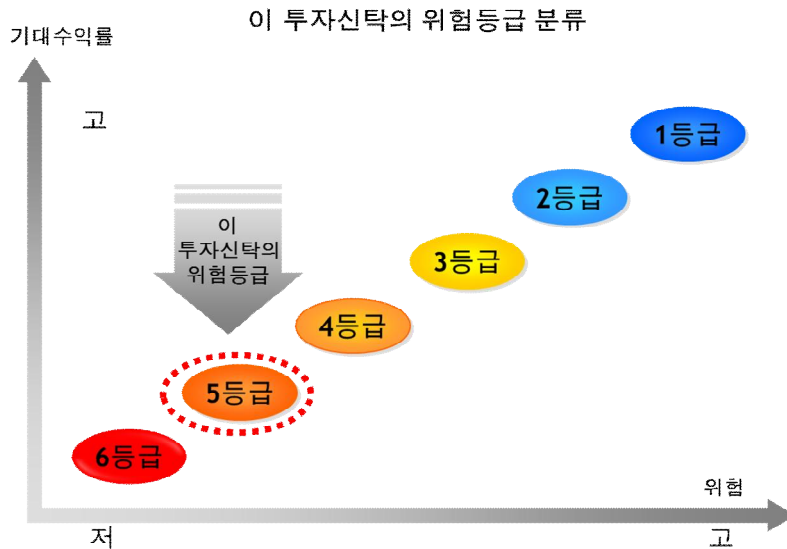 이 투자신탁의 위험등급 분류
기대수익률
고
1등급
2등급
이
투자신탁의
위험등급
3등급
4등급
5등급
6등급
위험
저
고